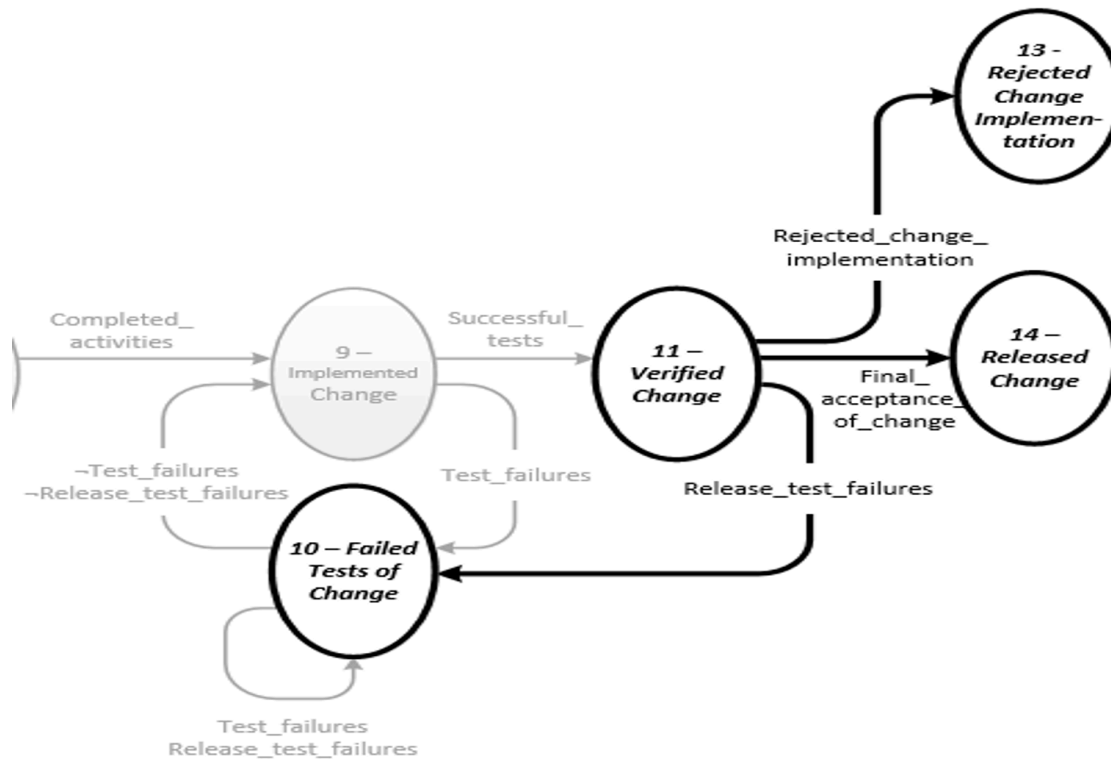 13 -
Rejected
Change
Implemen-
tation
Rejected_change_
implementation
Completed_
activities
9 –
Implemented
Change
Successful_
tests
11 –
Verified
Change
14 –
Released
Change
Final_
acceptance_
of_change
¬Test_failures
¬Release_test_failures
Test_failures
Release_test_failures
10 – Failed
Tests of
Change
Test_failures
Release_test_failures